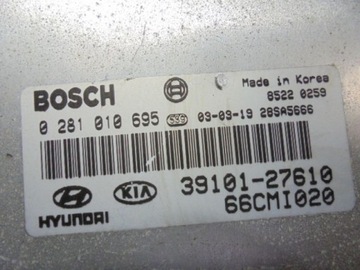 BOSCH
Made in Korea
8522 0259
0 281 010 695 03-09-19 28SA5666
HYUNDAI
KIA
39101-27610
66CMI020